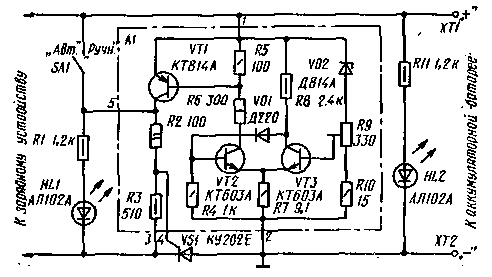 „Авт." „Ручн"
SA1
A1
1
ХТ1 „+"
VT1
КТ814А
R5
100
VD2
Д814А
R11 1,2к
R6 300
VD1
Д220
R8 2.4к
5
R1 1,2к
R2 100
R9
330
HL1
АЛ102А
VT2
КТ603А
VT3
КТ603А
HL2
АЛ102А
R3
510
R4 1к
R7 9,1
R10
15
3 4
2
VS1 КУ202Е
ХТ2 „–"
К зарядному устройству
К аккумуляторной батарее